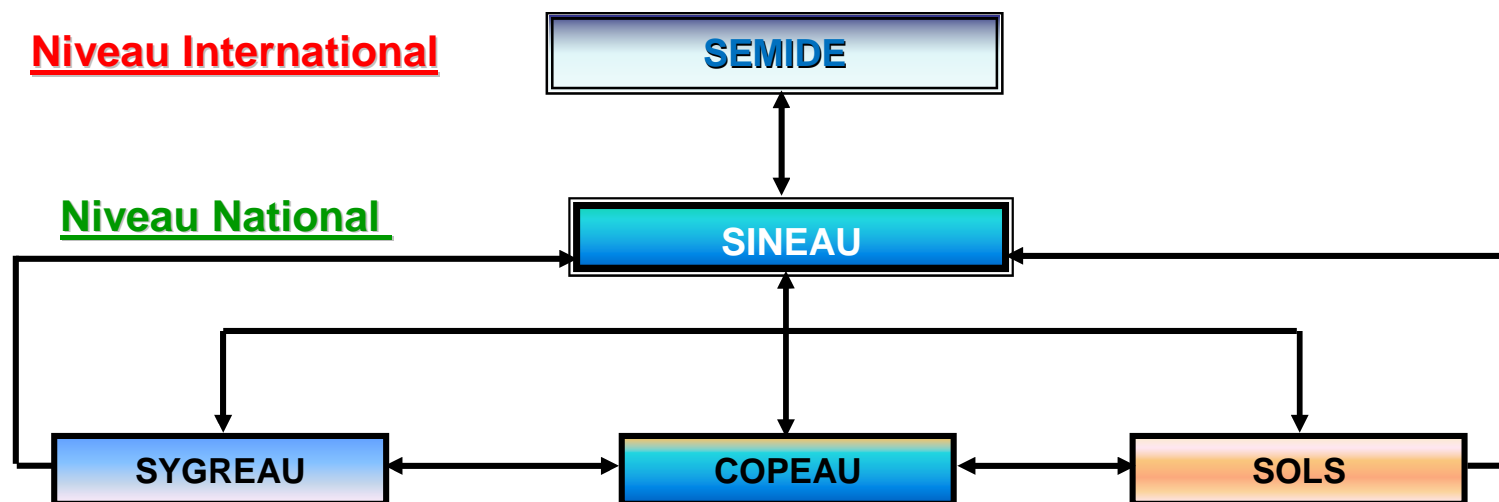 Niveau International
SEMIDE
Niveau National
SINEAU
SYGREAU
COPEAU
SOLS